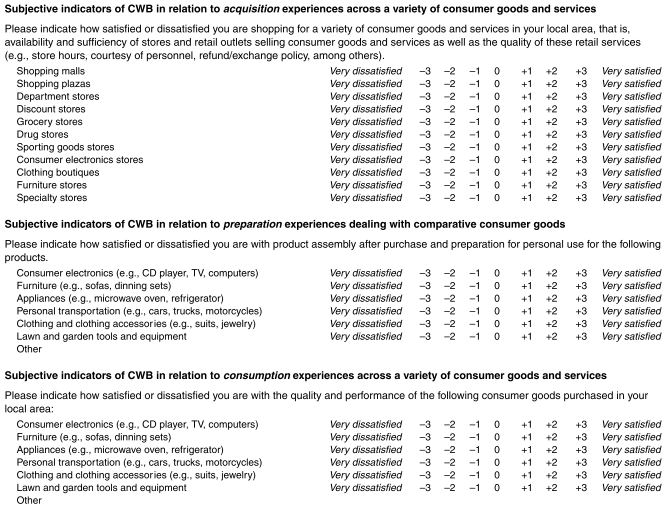 Subjective indicators of CWB in relation to acquisition experiences across a variety of consumer goods and services
Please indicate how satisfied or dissatisfied you are shopping for a variety of consumer goods and services in your local area, that is,
availability and sufficiency of stores and retail outlets selling consumer goods and services as well as the quality of these retail services
(e.g., store hours, courtesy of personnel, refund/exchange policy, among others).
Shopping malls Very dissatisfied –3 –2 –1 0 +1 +2 +3 Very satisfied
Shopping plazas Very dissatisfied –3 –2 –1 0 +1 +2 +3 Very satisfied
Department stores Very dissatisfied –3 –2 –1 0 +1 +2 +3 Very satisfied
Discount stores Very dissatisfied –3 –2 –1 0 +1 +2 +3 Very satisfied
Grocery stores Very dissatisfied –3 –2 –1 0 +1 +2 +3 Very satisfied
Drug stores Very dissatisfied –3 –2 –1 0 +1 +2 +3 Very satisfied
Sporting goods stores Very dissatisfied –3 –2 –1 0 +1 +2 +3 Very satisfied
Consumer electronics stores Very dissatisfied –3 –2 –1 0 +1 +2 +3 Very satisfied
Clothing boutiques Very dissatisfied –3 –2 –1 0 +1 +2 +3 Very satisfied
Furniture stores Very dissatisfied –3 –2 –1 0 +1 +2 +3 Very satisfied
Specialty stores Very dissatisfied –3 –2 –1 0 +1 +2 +3 Very satisfied
Subjective indicators of CWB in relation to preparation experiences dealing with comparative consumer goods
Please indicate how satisfied or dissatisfied you are with product assembly after purchase and preparation for personal use for the following
products.
Consumer electronics (e.g., CD player, TV, computers) Very dissatisfied –3 –2 –1 0 +1 +2 +3 Very satisfied
Furniture (e.g., sofas, dinning sets) Very dissatisfied –3 –2 –1 0 +1 +2 +3 Very satisfied
Appliances (e.g., microwave oven, refrigerator) Very dissatisfied –3 –2 –1 0 +1 +2 +3 Very satisfied
Personal transportation (e.g., cars, trucks, motorcycles) Very dissatisfied –3 –2 –1 0 +1 +2 +3 Very satisfied
Clothing and clothing accessories (e.g., suits, jewelry) Very dissatisfied –3 –2 –1 0 +1 +2 +3 Very satisfied
Lawn and garden tools and equipment Very dissatisfied –3 –2 –1 0 +1 +2 +3 Very satisfied
Other
Subjective indicators of CWB in relation to consumption experiences across a variety of consumer goods and services
Please indicate how satisfied or dissatisfied you are with the quality and performance of the following consumer goods purchased in your
local area:
Consumer electronics (e.g., CD player, TV, computers) Very dissatisfied –3 –2 –1 0 +1 +2 +3 Very satisfied
Furniture (e.g., sofas, dinning sets) Very dissatisfied –3 –2 –1 0 +1 +2 +3 Very satisfied
Appliances (e.g., microwave oven, refrigerator) Very dissatisfied –3 –2 –1 0 +1 +2 +3 Very satisfied
Personal transportation (e.g., cars, trucks, motorcycles) Very dissatisfied –3 –2 –1 0 +1 +2 +3 Very satisfied
Clothing and clothing accessories (e.g., suits, jewelry) Very dissatisfied –3 –2 –1 0 +1 +2 +3 Very satisfied
Lawn and garden tools and equipment Very dissatisfied –3 –2 –1 0 +1 +2 +3 Very satisfied
Other